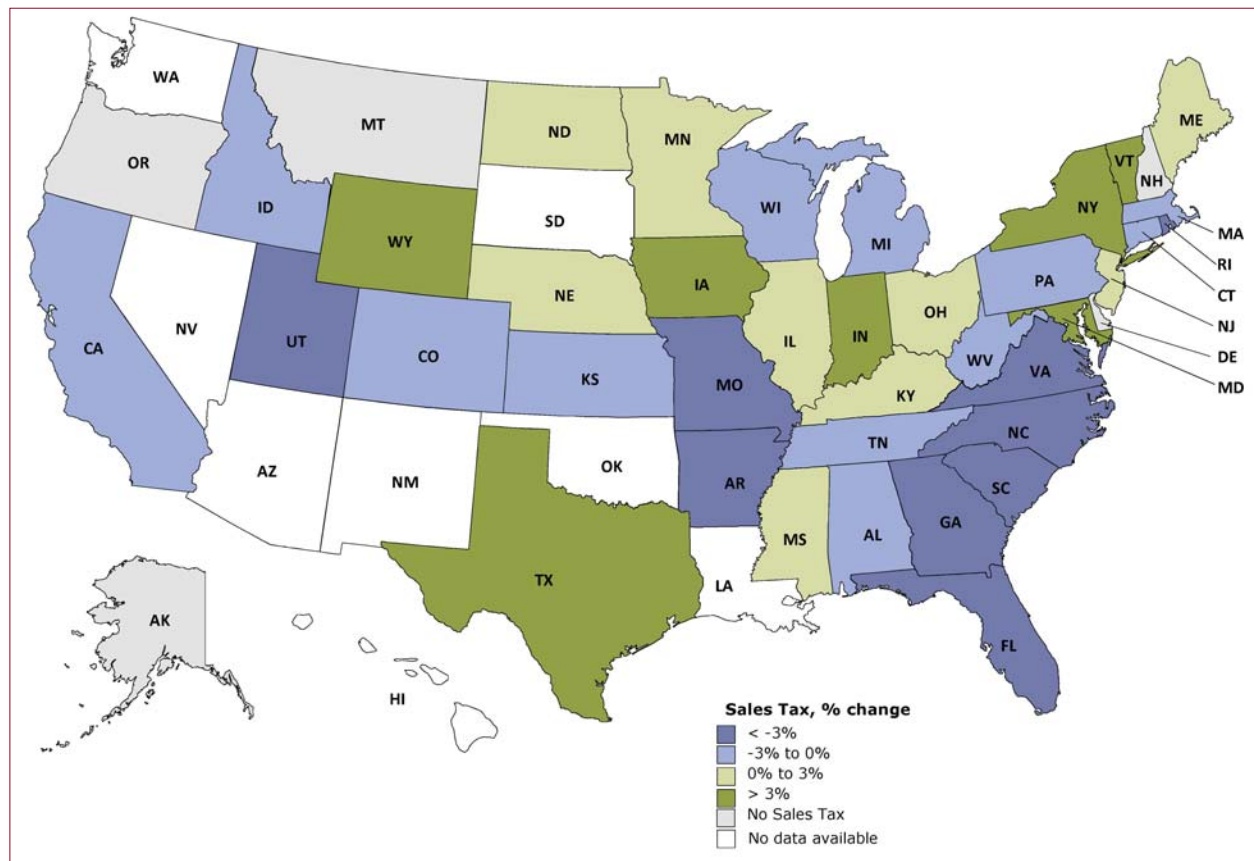 WA
MT
ND
MN
ME
OR
VT
NH
ID
SD
WI
NY
WY
MI
MA
RI
NE
IA
PA
CT
NV
OH
NJ
UT
IL
IN
DE
CA
CO
WV
KS
MO
VA
MD
KY
NC
TN
AZ
NM
OK
AR
SC
GA
MS
AL
TX
LA
AK
FL
HI
Sales Tax, % change
< -3%
-3% to 0%
0% to 3%
> 3%
No Sales Tax
No data available